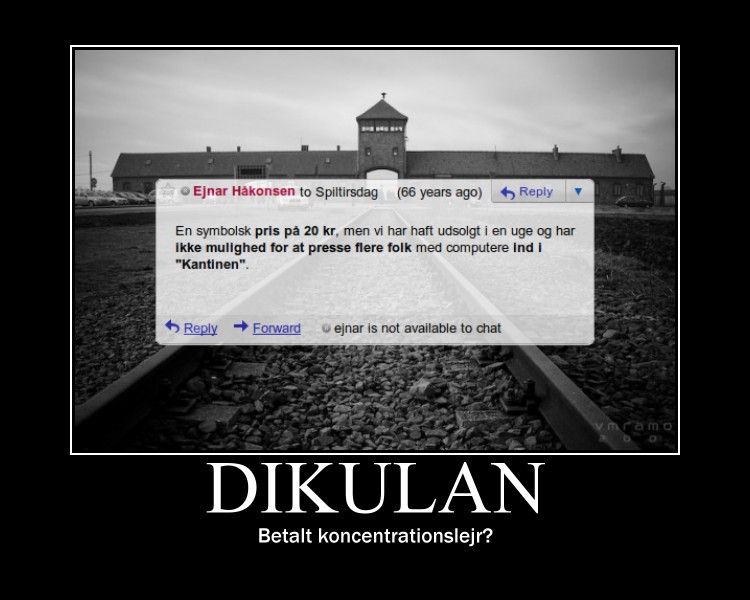 Ejnar Håkonsen to Spiltirsdag (66 years ago) Reply
En symbolsk pris på 20 kr, men vi har haft udsolgt i en uge og har
ikke mulighed for at presse flere folk med computere ind i
"Kantinen".
Reply Forward ejnar is not available to chat
vmramo
DIKULAN
Betalt koncentrationslejr?